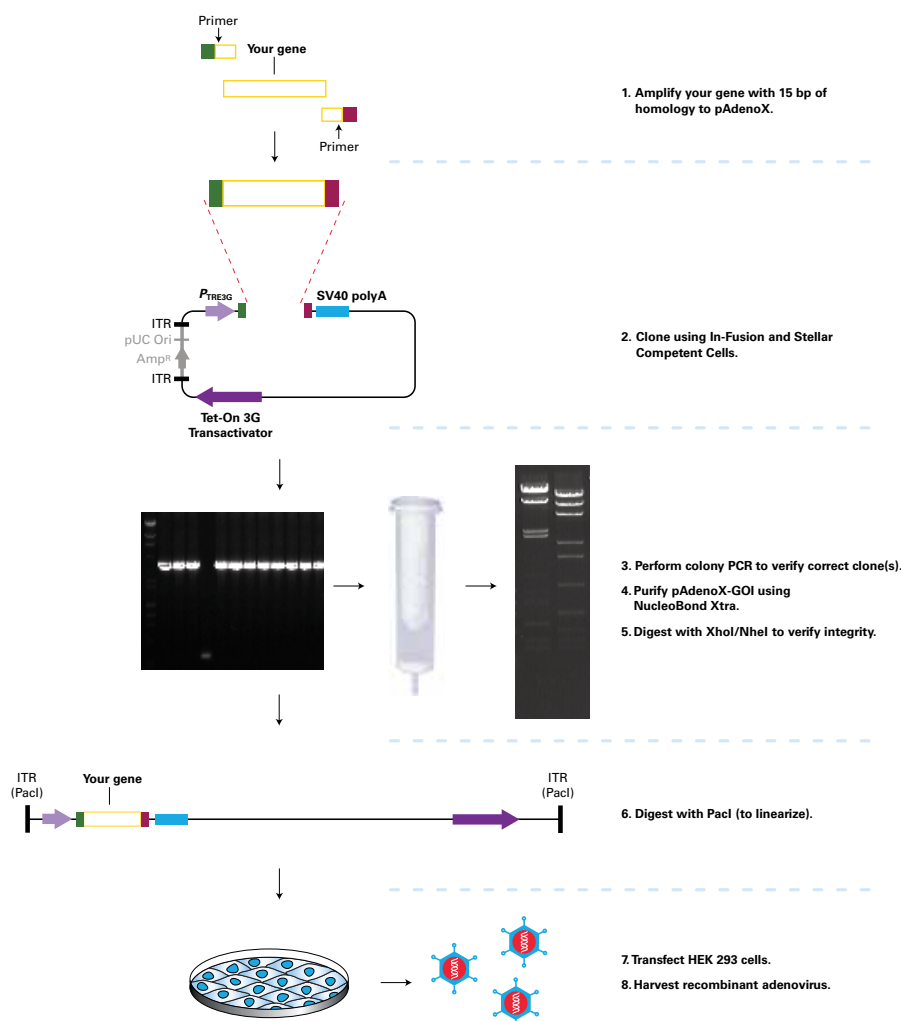 Primer
Your gene
Primer
1. Amplify your gene with 15 bp of
homology to pAdenoX.
PTRE3G
SV40 polyA
ITR
pUC Ori
AmpR
ITR
Tet-On 3G
Transactivator
2. Clone using In-Fusion and Stellar
Competent Cells.
3. Perform colony PCR to verify correct clone(s).
4. Purify pAdenoX-GOI using
NucleoBond Xtra.
5. Digest with XhoI/NheI to verify integrity.
ITR
(PacI)
Your gene
ITR
(PacI)
6. Digest with PacI (to linearize).
7. Transfect HEK 293 cells.
8. Harvest recombinant adenovirus.